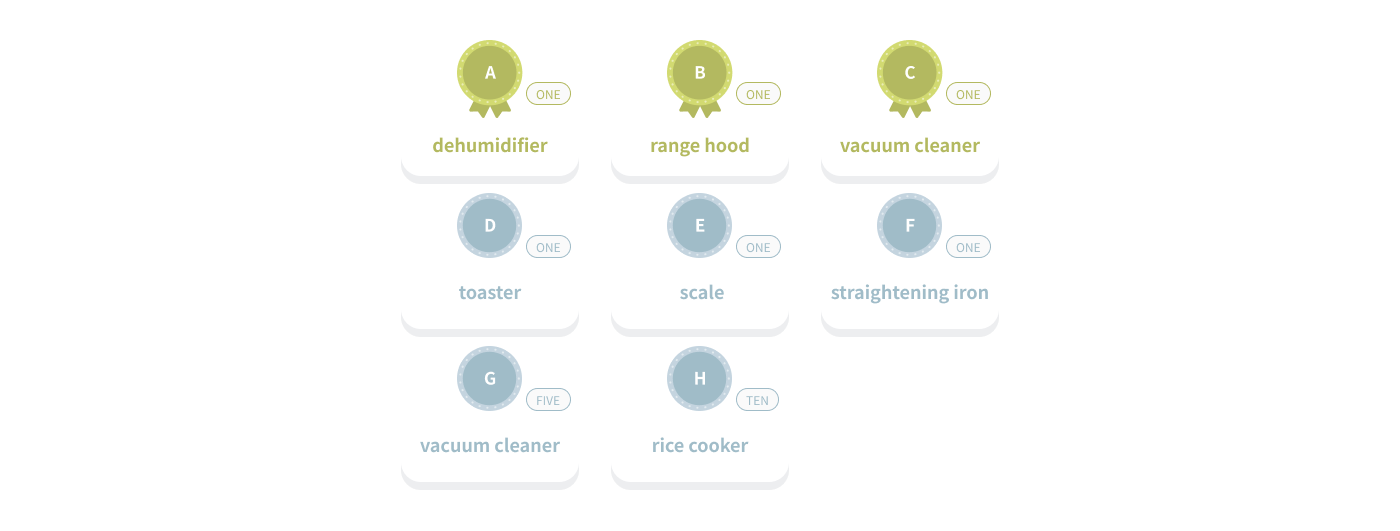 A
ONE
dehumidifier
B
ONE
range hood
C
ONE
vacuum cleaner
D
ONE
toaster
E
ONE
scale
F
ONE
straightening iron
G
FIVE
vacuum cleaner
H
TEN
rice cooker